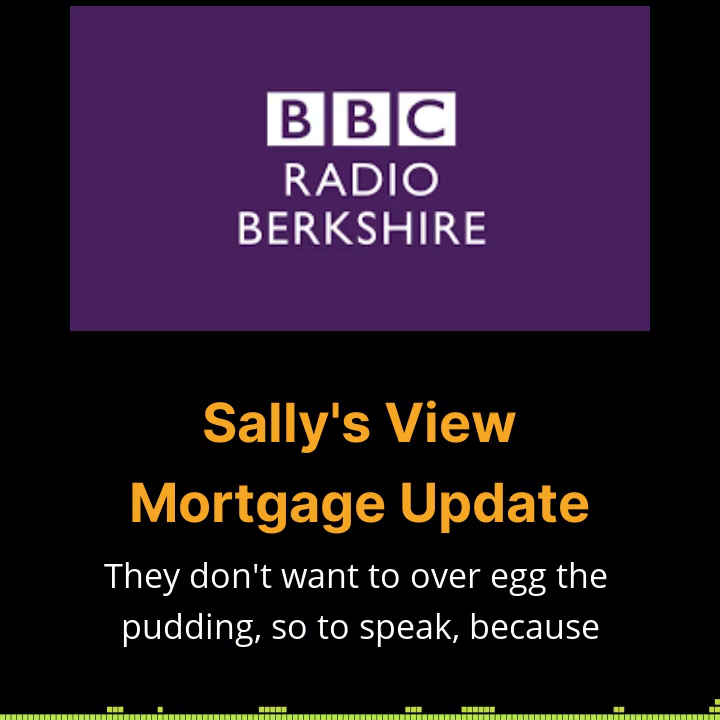 BBC
RADIO
BERKSHIRE
Sally's View
Mortgage Update
They don't want to over egg the
pudding, so to speak, because